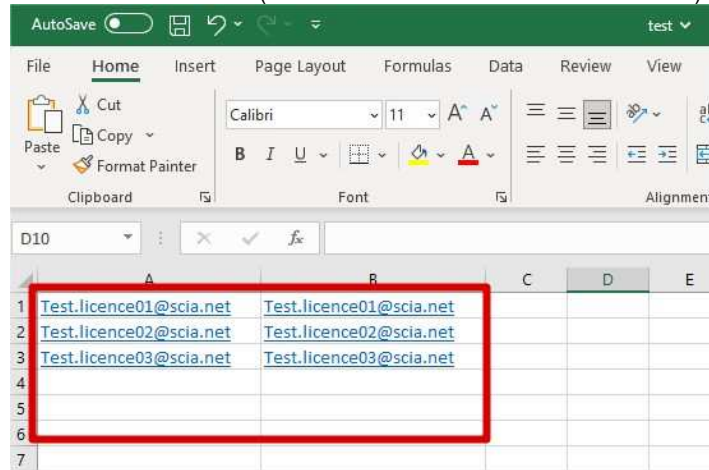 AutoSave test
File Home Insert Page Layout Formulas Data Review View
Cut
Copy
Paste
Format Painter
Calibri 11 A A
B I U A
Clipboard Font Alignmen
D10 fx
A B C D E
1 Test.licence01@scia.net Test.licence01@scia.net
2 Test.licence02@scia.net Test.licence02@scia.net
3 Test.licence03@scia.net Test.licence03@scia.net
4
5
6
7